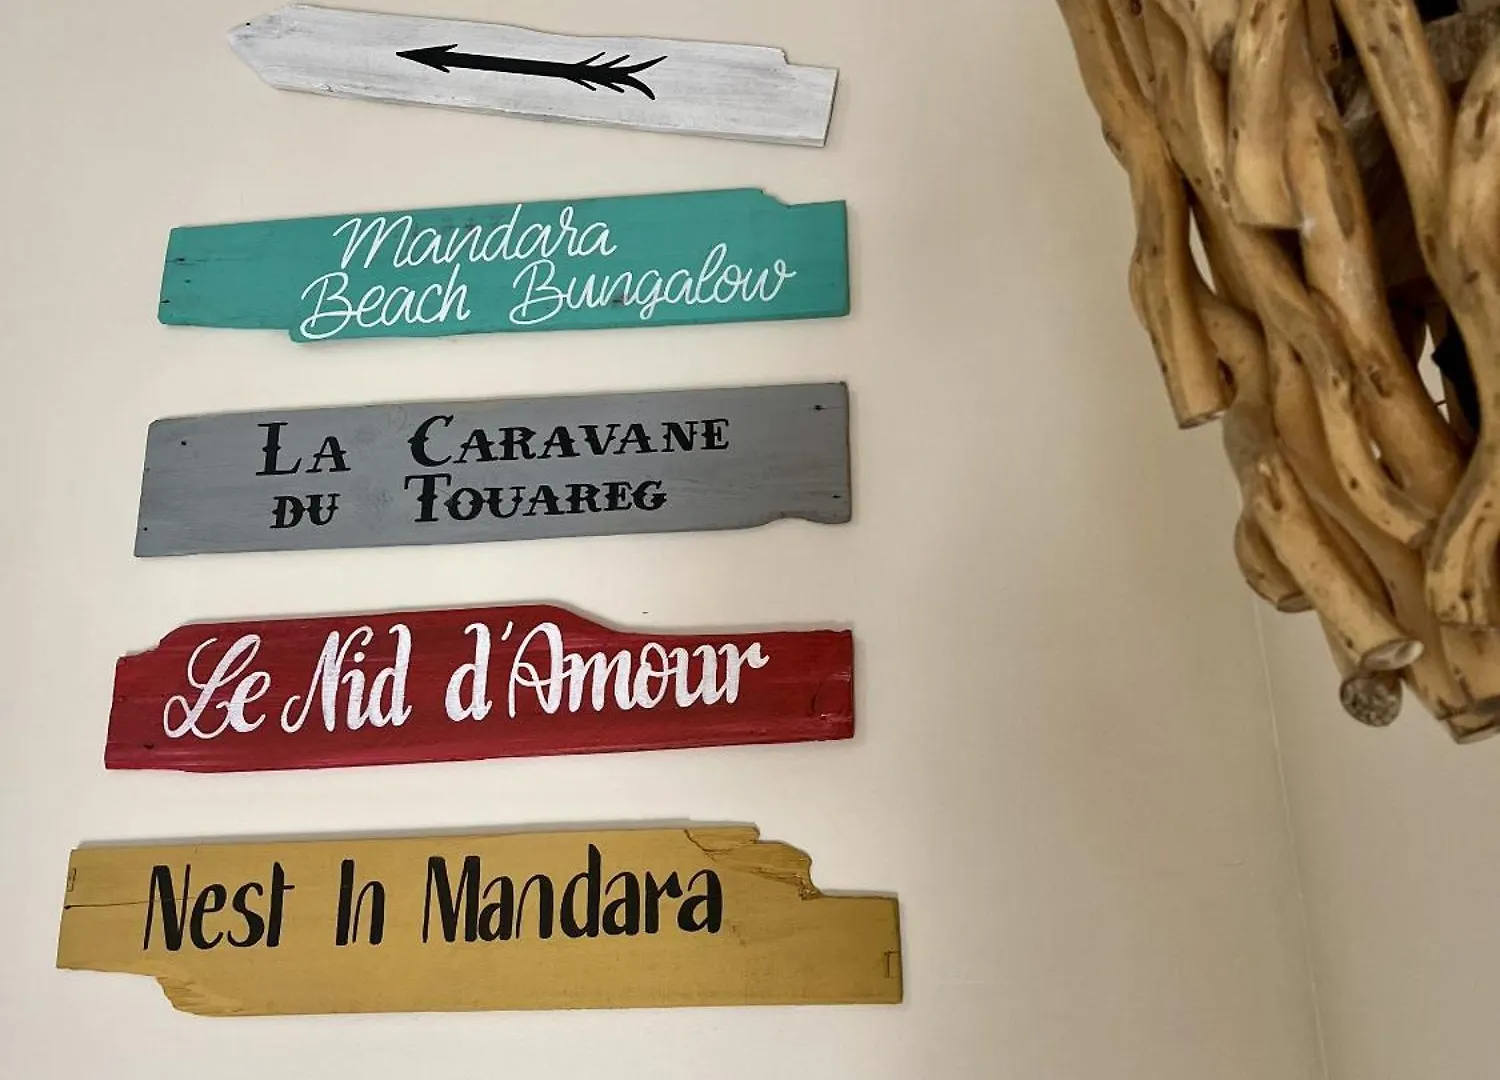 Mandara
Beach Bungalow
LA CARAVANE
DU TOUAREG
Le Nid d'Amour
Nest In Mandara